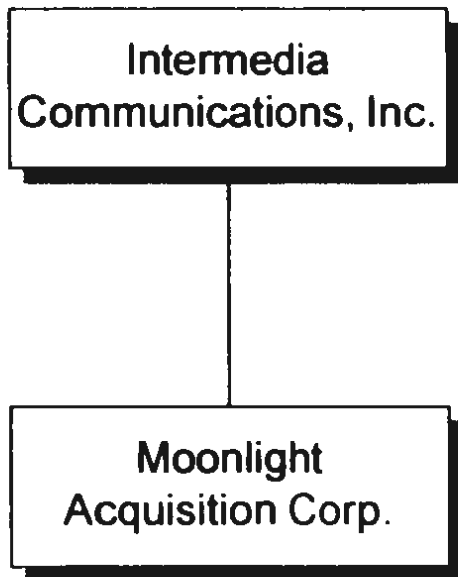 Intermedia
Communications, Inc.
Moonlight
Acquisition Corp.